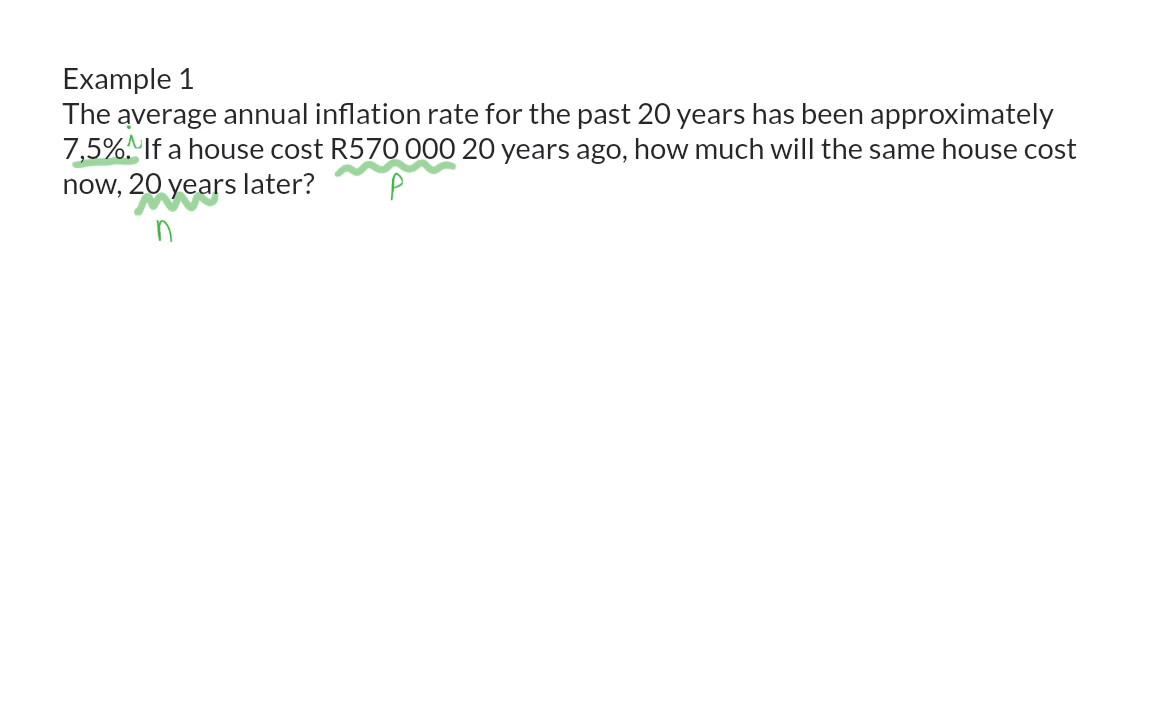 Example 1
The average annual inflation rate for the past 20 years has been approximately
7,5%. i If a house cost R570 000 20 years ago, how much will the same house cost
now, 20 years later? P
n